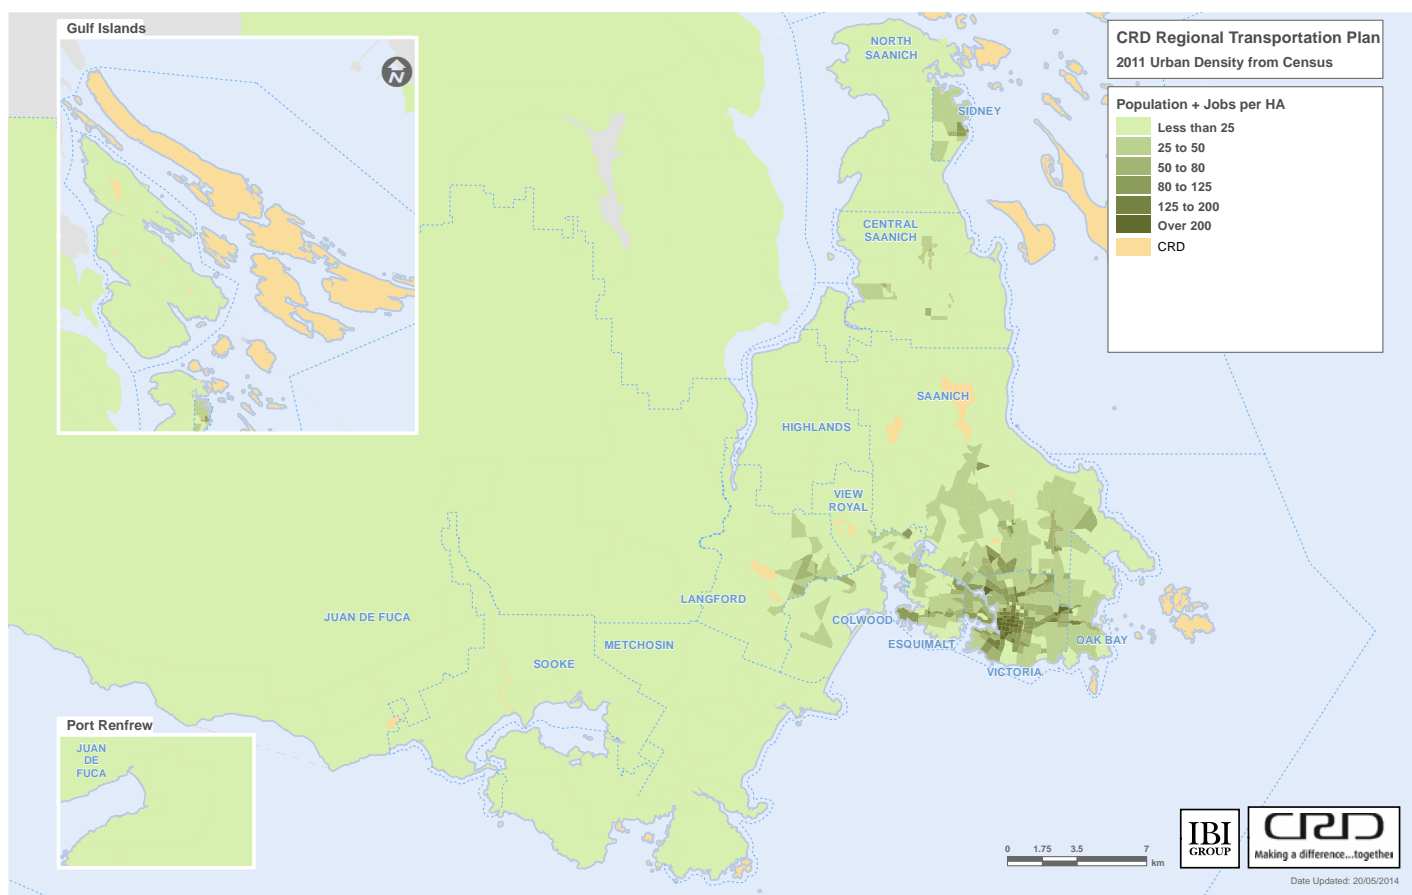 Gulf Islands
N
CRD Regional Transportation Plan
2011 Urban Density from Census
Population + Jobs per HA
Less than 25
25 to 50
50 to 80
80 to 125
125 to 200
Over 200
CRD
NORTH
SAANICH
SIDNEY
CENTRAL
SAANICH
SAANICH
HIGHLANDS
VIEW
ROYAL
LANGFORD
COLWOOD
ESQUIMALT
OAK BAY
VICTORIA
JUAN DE FUCA
METCHOSIN
SOOKE
Port Renfrew
JUAN
DE
FUCA
0 1.75 3.5 7
km
IBI
GROUP
CRD
Making a difference...together
Date Updated: 20/05/2014